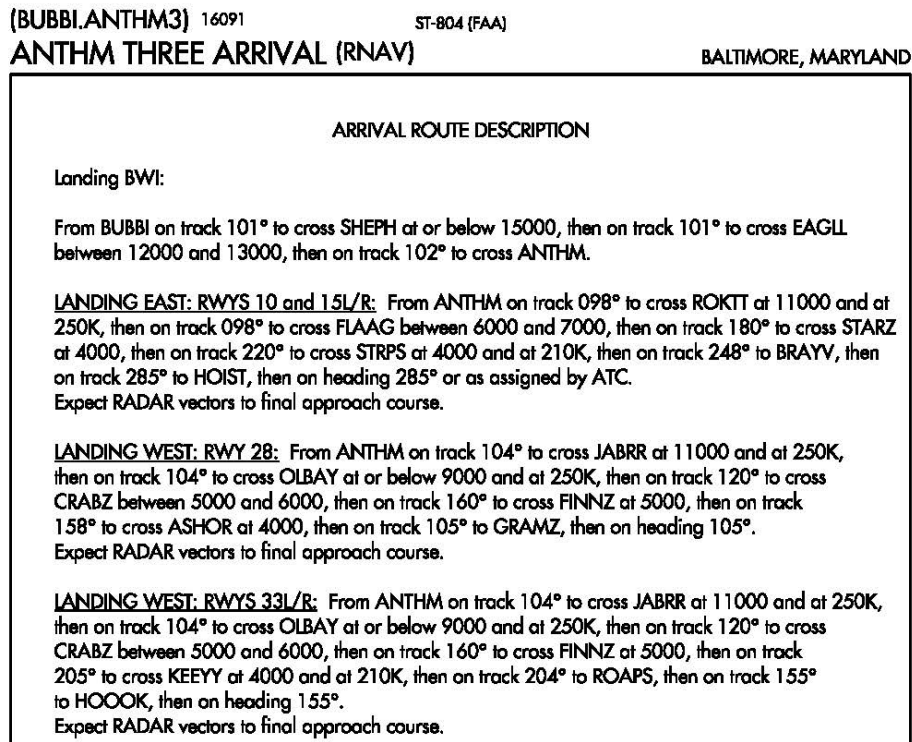 (BUBBI.ANTHM3) 16091 ST-804 (FAA)
ANTHM THREE ARRIVAL (RNAV) BALTIMORE, MARYLAND
ARRIVAL ROUTE DESCRIPTION
Landing BWI:
From BUBBI on track 101° to cross SHEPH at or below 15000, then on track 101° to cross EAGLL
between 12000 and 13000, then on track 102° to cross ANTHM.
LANDING EAST: RWYS 10 and 15L/R: From ANTHM on track 098° to cross ROKTT at 11000 and at
250K, then on track 098° to cross FLAAG between 6000 and 7000, then on track 180° to cross STARZ
at 4000, then on track 220° to cross STRPS at 4000 and at 210K, then on track 248° to BRAYV, then
on track 285° to HOIST, then on heading 285° or as assigned by ATC.
Expect RADAR vectors to final approach course.
LANDING WEST: RWY 28: From ANTHM on track 104° to cross JABRR at 11000 and at 250K,
then on track 104° to cross OLBAY at or below 9000 and at 250K, then on track 120° to cross
CRABZ between 5000 and 6000, then on track 160° to cross FINNZ at 5000, then on track
158° to cross ASHOR at 4000, then on track 105° to GRAMZ, then on heading 105°.
Expect RADAR vectors to final approach course.
LANDING WEST: RWYS 33L/R: From ANTHM on track 104° to cross JABRR at 11000 and at 250K,
then on track 104° to cross OLBAY at or below 9000 and at 250K, then on track 120° to cross
CRABZ between 5000 and 6000, then on track 160° to cross FINNZ at 5000, then on track
205° to cross KEEYY at 4000 and at 210K, then on track 204° to ROAPS, then on track 155°
to HOOOK, then on heading 155°.
Expect RADAR vectors to final approach course.